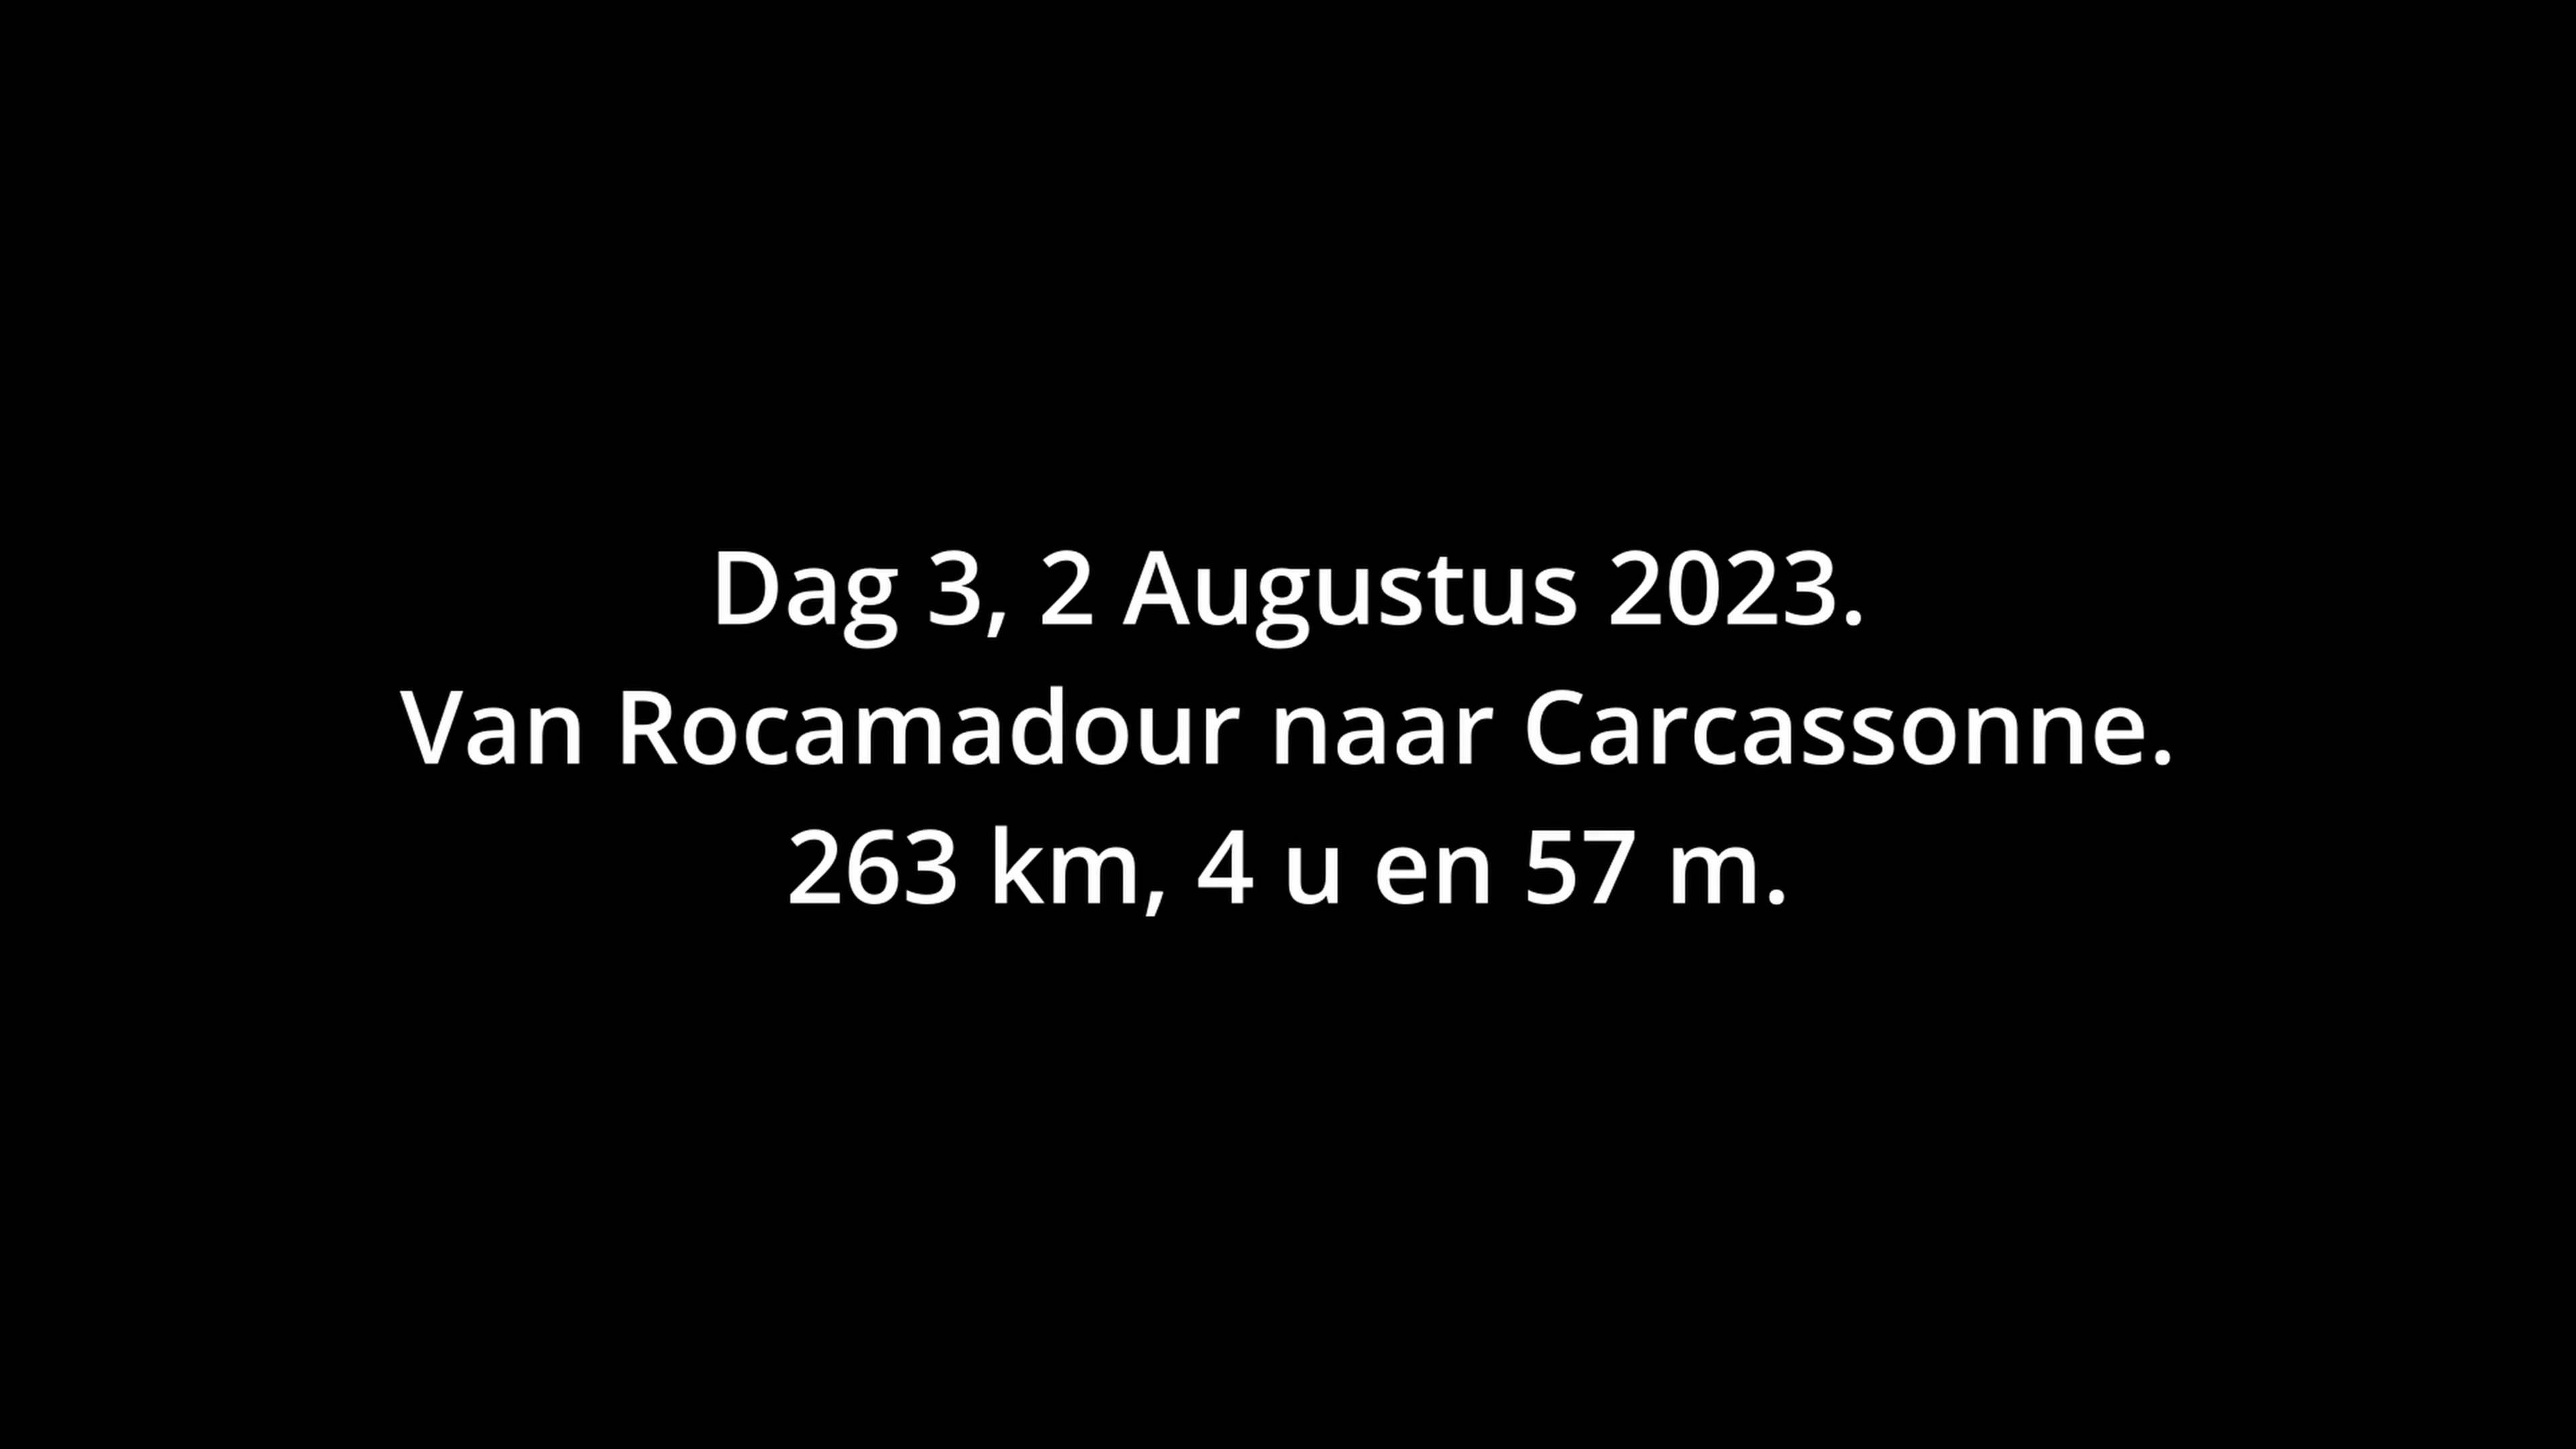 Dag 3, 2 Augustus 2023.
Van Rocamadour naar Carcassonne.
263 km, 4 u en 57 m.